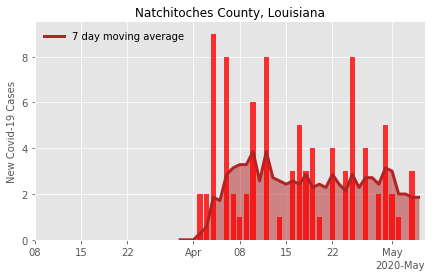 Natchitoches County, Louisiana
7 day moving average
New Covid-19 Cases
8
6
4
2
0
08 15 22 Apr 08 15 22 May
2020-May